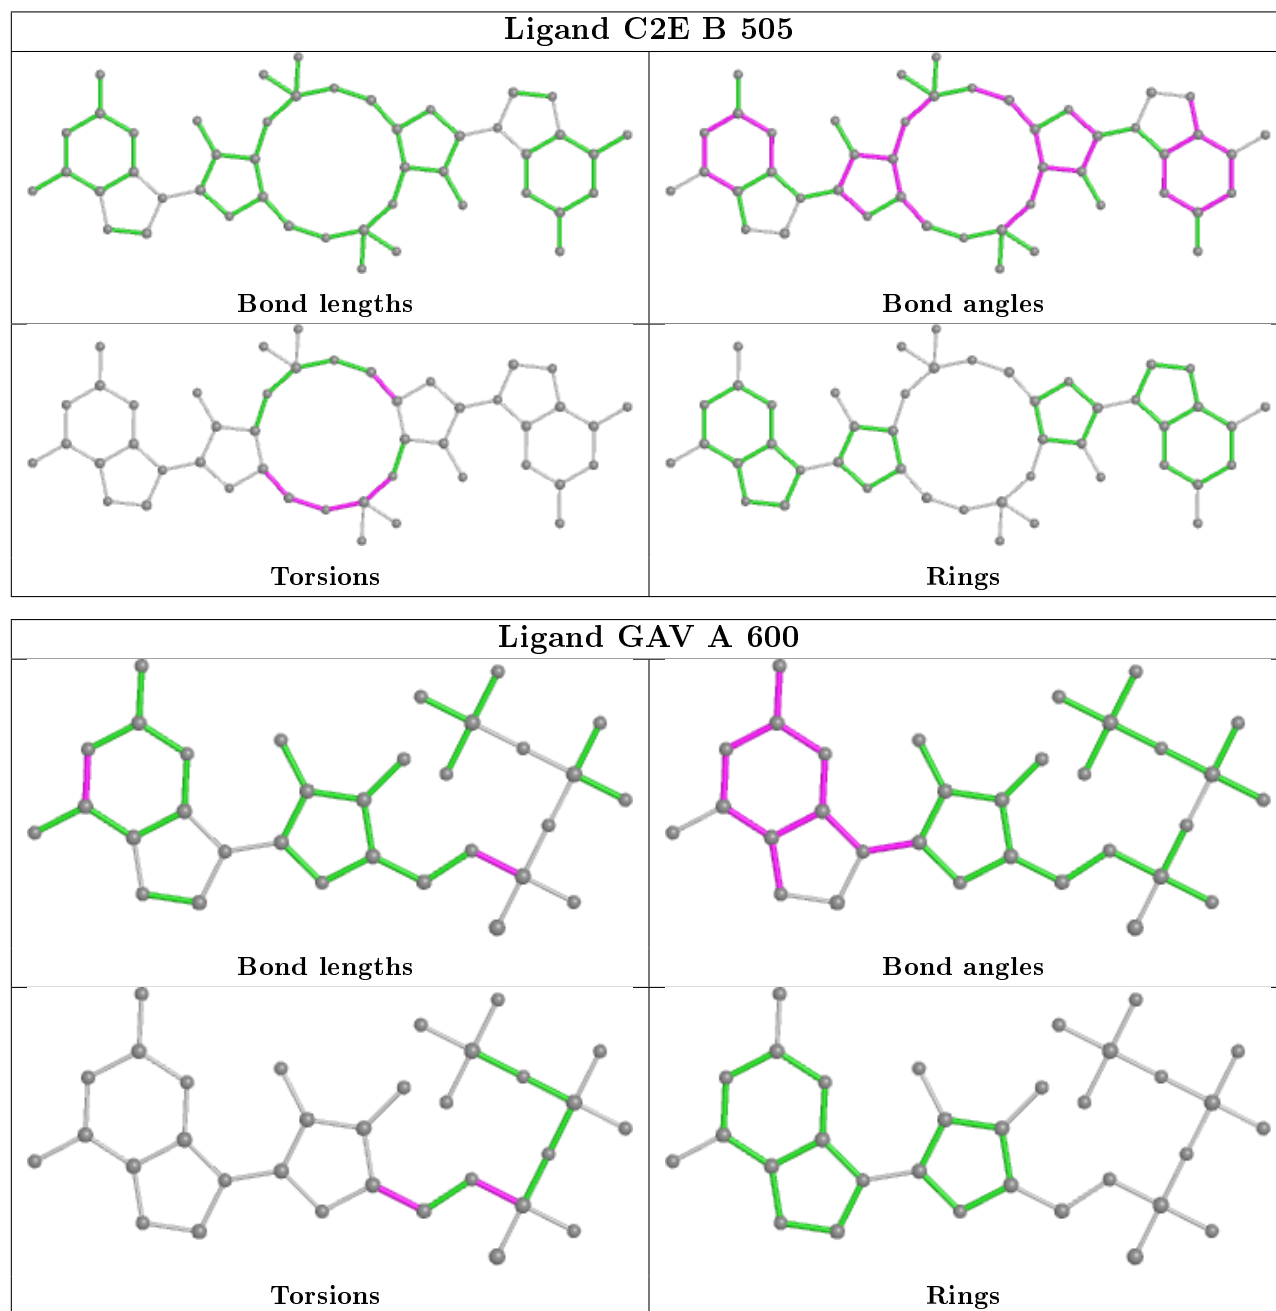 Ligand C2E B 505
Bond lengths
Bond angles
Torsions
Rings
Ligand GAV A 600
Bond lengths
Bond angles
Torsions
Rings